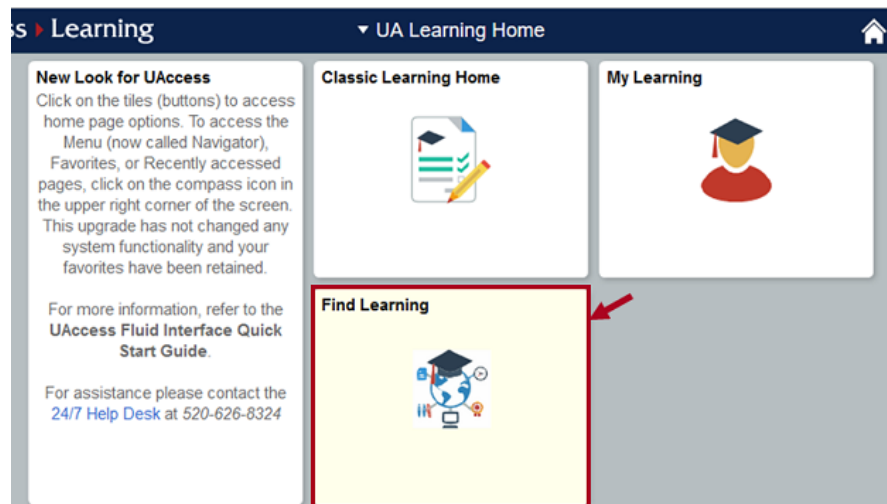 ss Learning
UA Learning Home
New Look for UAccess
Click on the tiles (buttons) to access
home page options. To access the
Menu (now called Navigator),
Favorites, or Recently accessed
pages, click on the compass icon in
the upper right corner of the screen.
This upgrade has not changed any
system functionality and your
favorites have been retained.
For more information, refer to the
UAccess Fluid Interface Quick
Start Guide.
For assistance please contact the
24/7 Help Desk at 520-626-8324
Classic Learning Home
My Learning
Find Learning